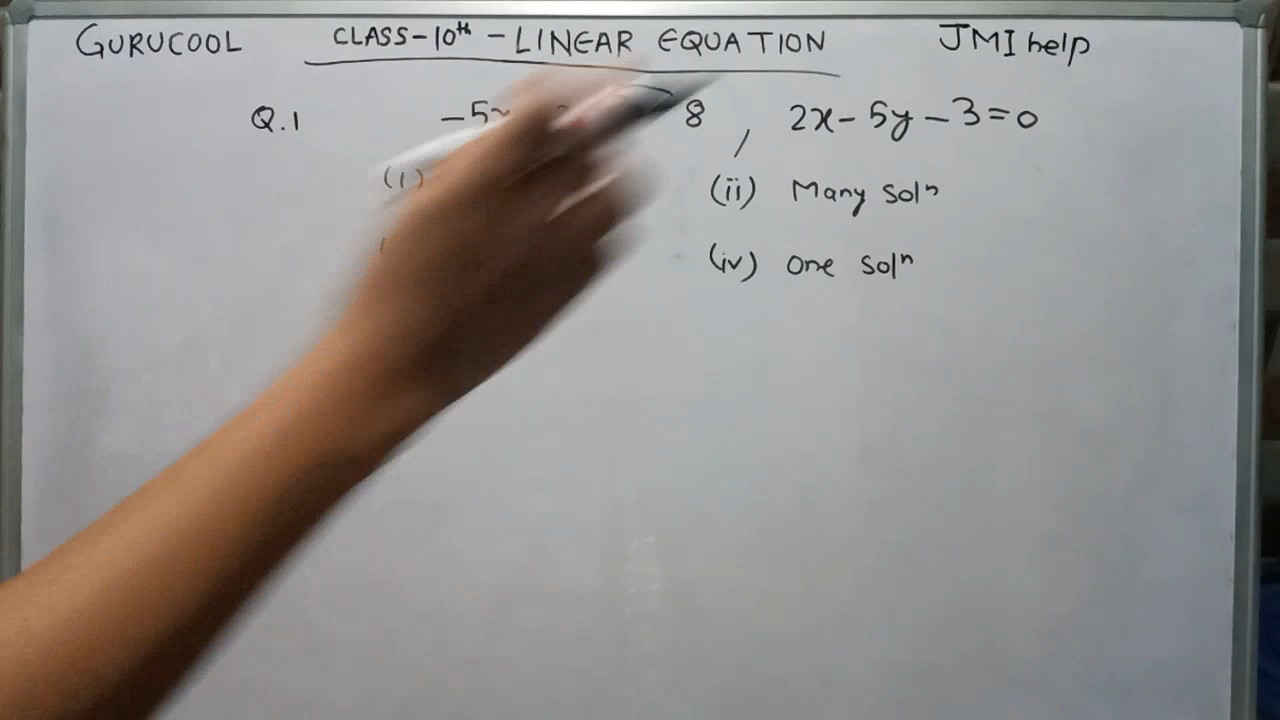 GURUCOOL CLASS-10th - LINEAR EQUATION JMI help
Q.1 -5 8 , 2x - 5y - 3 = 0
(i) (ii) Many Solⁿ
(iv) One Solⁿ